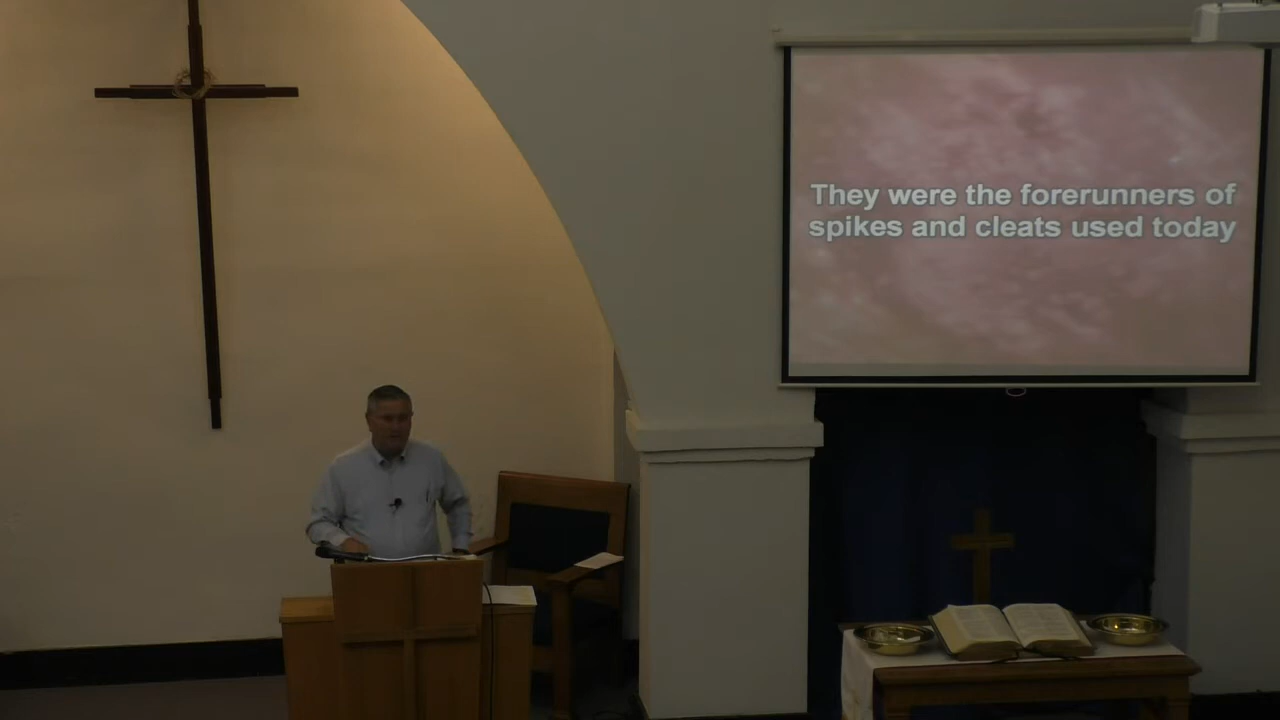 They were the forerunners of
spikes and cleats used today